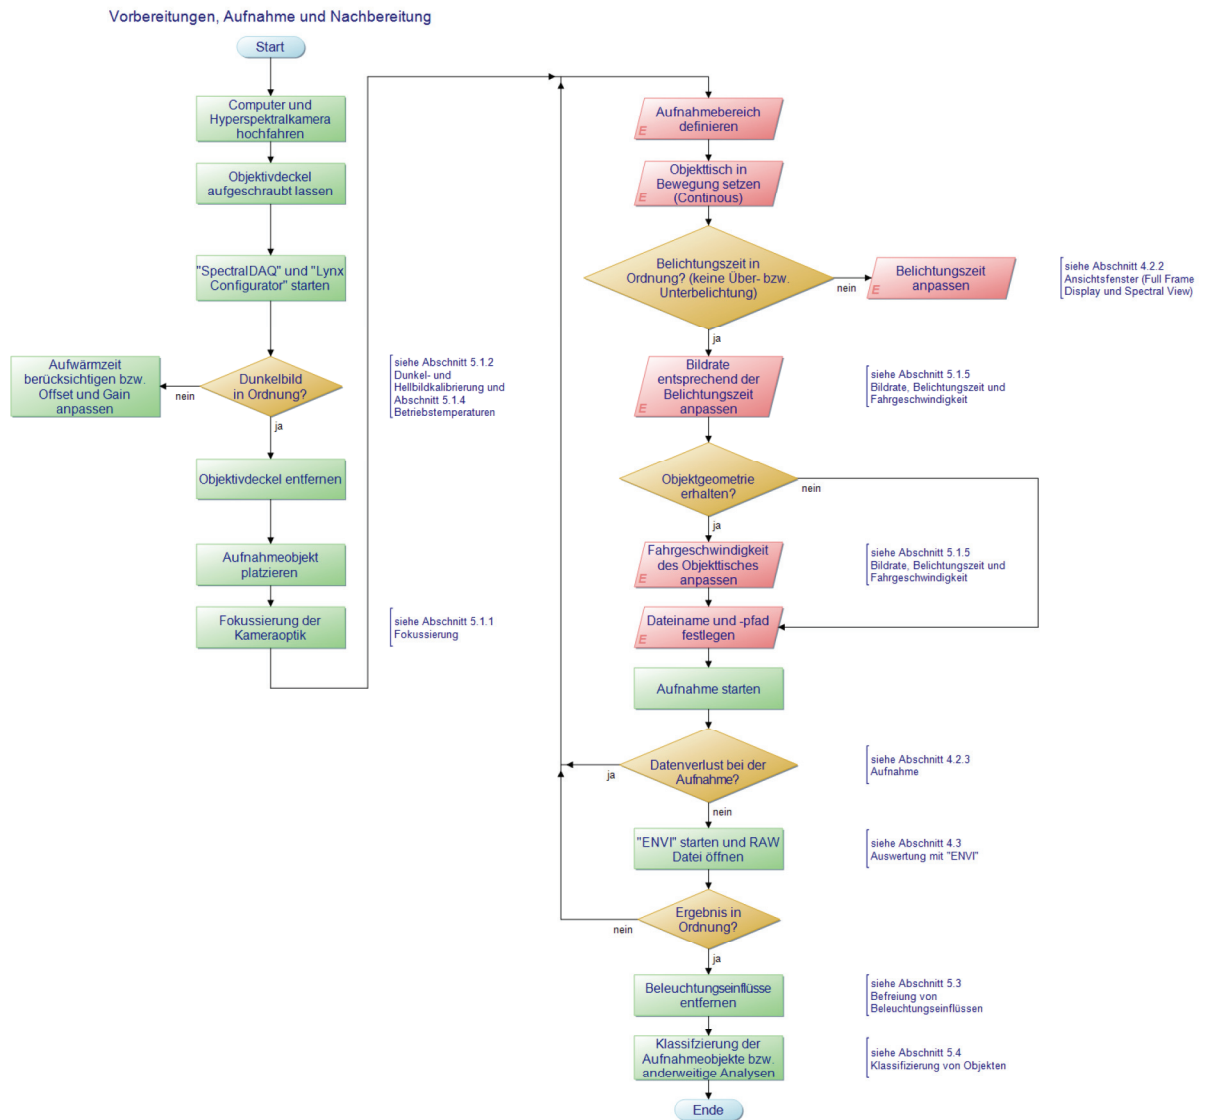 Vorbereitungen, Aufnahme und Nachbereitung
Start
Computer und
Hyperspektralkamera
hochfahren
Objektivdeckel
aufgeschraubt lassen
"SpectralDAQ" und "Lynx
Configurator" starten
Dunkelbild
in Ordnung?
nein
Aufwärmzeit
berücksichtigen bzw.
Offset und Gain
anpassen
siehe Abschnitt 5.1.2
Dunkel- und
Hellbildkalibrierung und
Abschnitt 5.1.4
Betriebstemperaturen
ja
Objektivdeckel entfernen
Aufnahmeobjekt
platzieren
Fokussierung der
Kameraoptik
siehe Abschnitt 5.1.1
Fokussierung
Aufnahmebereich
definieren
E
Objekttisch in
Bewegung setzen
(Continous)
E
Belichtungszeit in
Ordnung? (keine Über- bzw.
Unterbelichtung)
nein
Belichtungszeit
anpassen
E
siehe Abschnitt 4.2.2
Ansichtsfenster (Full Frame
Display und Spectral View)
ja
Bildrate
entsprechend der
Belichtungszeit
anpassen
E
siehe Abschnitt 5.1.5
Bildrate, Belichtungszeit und
Fahrgeschwindigkeit
Objektgeometrie
erhalten?
nein
ja
Fahrgeschwindigkeit
des Objekttisches
anpassen
E
siehe Abschnitt 5.1.5
Bildrate, Belichtungszeit und
Fahrgeschwindigkeit
Dateiname und -pfad
festlegen
E
Aufnahme starten
Datenverlust bei der
Aufnahme?
ja
siehe Abschnitt 4.2.3
Aufnahme
nein
"ENVI" starten und RAW
Datei öffnen
siehe Abschnitt 4.3
Auswertung mit "ENVI"
Ergebnis in
Ordnung?
nein
ja
Beleuchtungseinflüsse
entfernen
siehe Abschnitt 5.3
Befreiung von
Beleuchtungseinflüssen
Klassifzierung der
Aufnahmeobjekte bzw.
anderweitige Analysen
siehe Abschnitt 5.4
Klassifizierung von Objekten
Ende